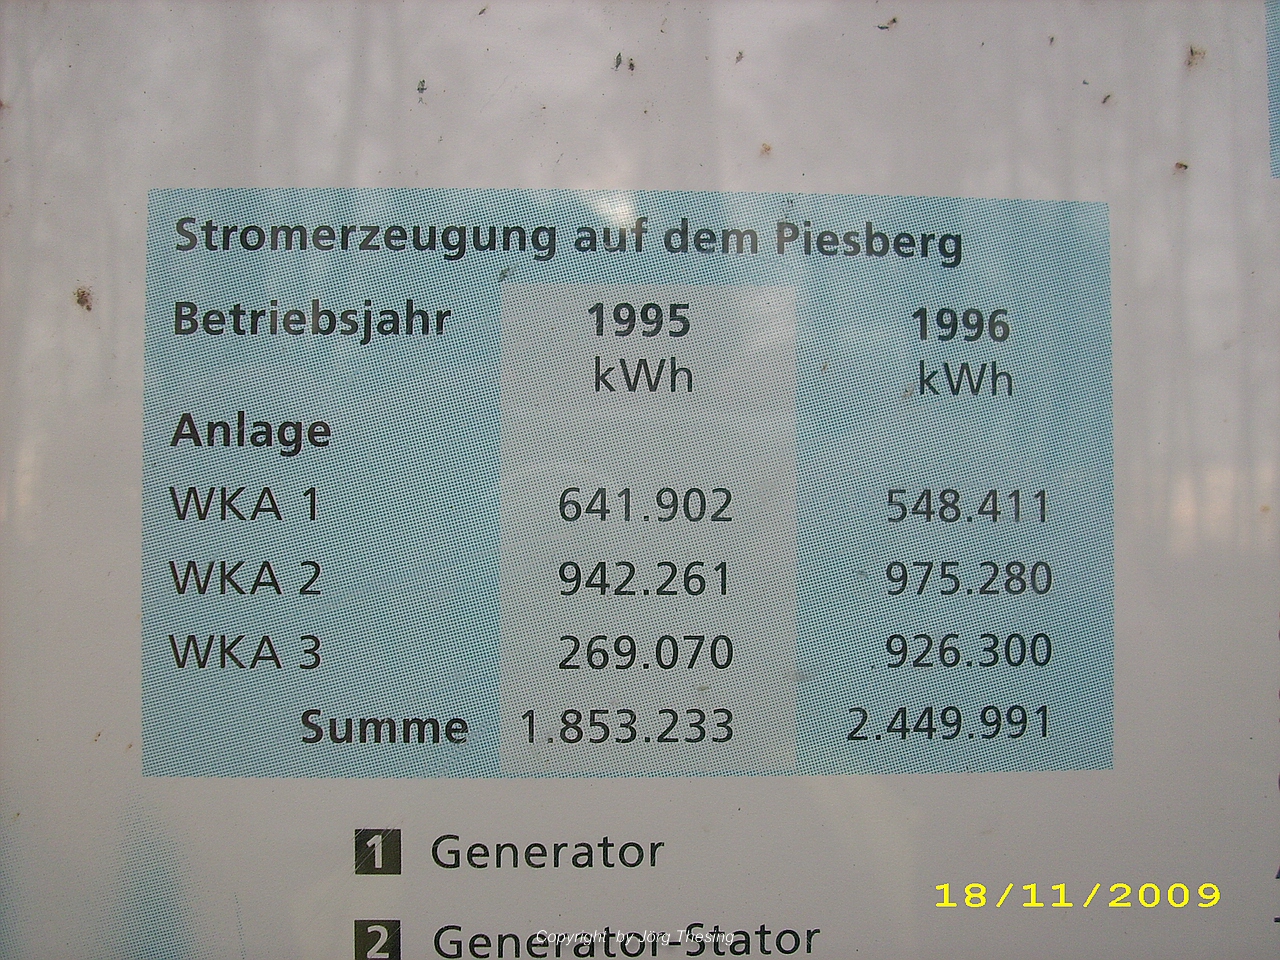 Stromerzeugung auf dem Piesberg
Betriebsjahr 1995 1996
kWh kWh
Anlage
WKA 1 641.902 548.411
WKA 2 942.261 975.280
WKA 3 269.070 926.300
Summe 1.853.233 2.449.991
1 Generator
18/11/2009
2 Generator-Stator
Copyright by Jörg Thesing